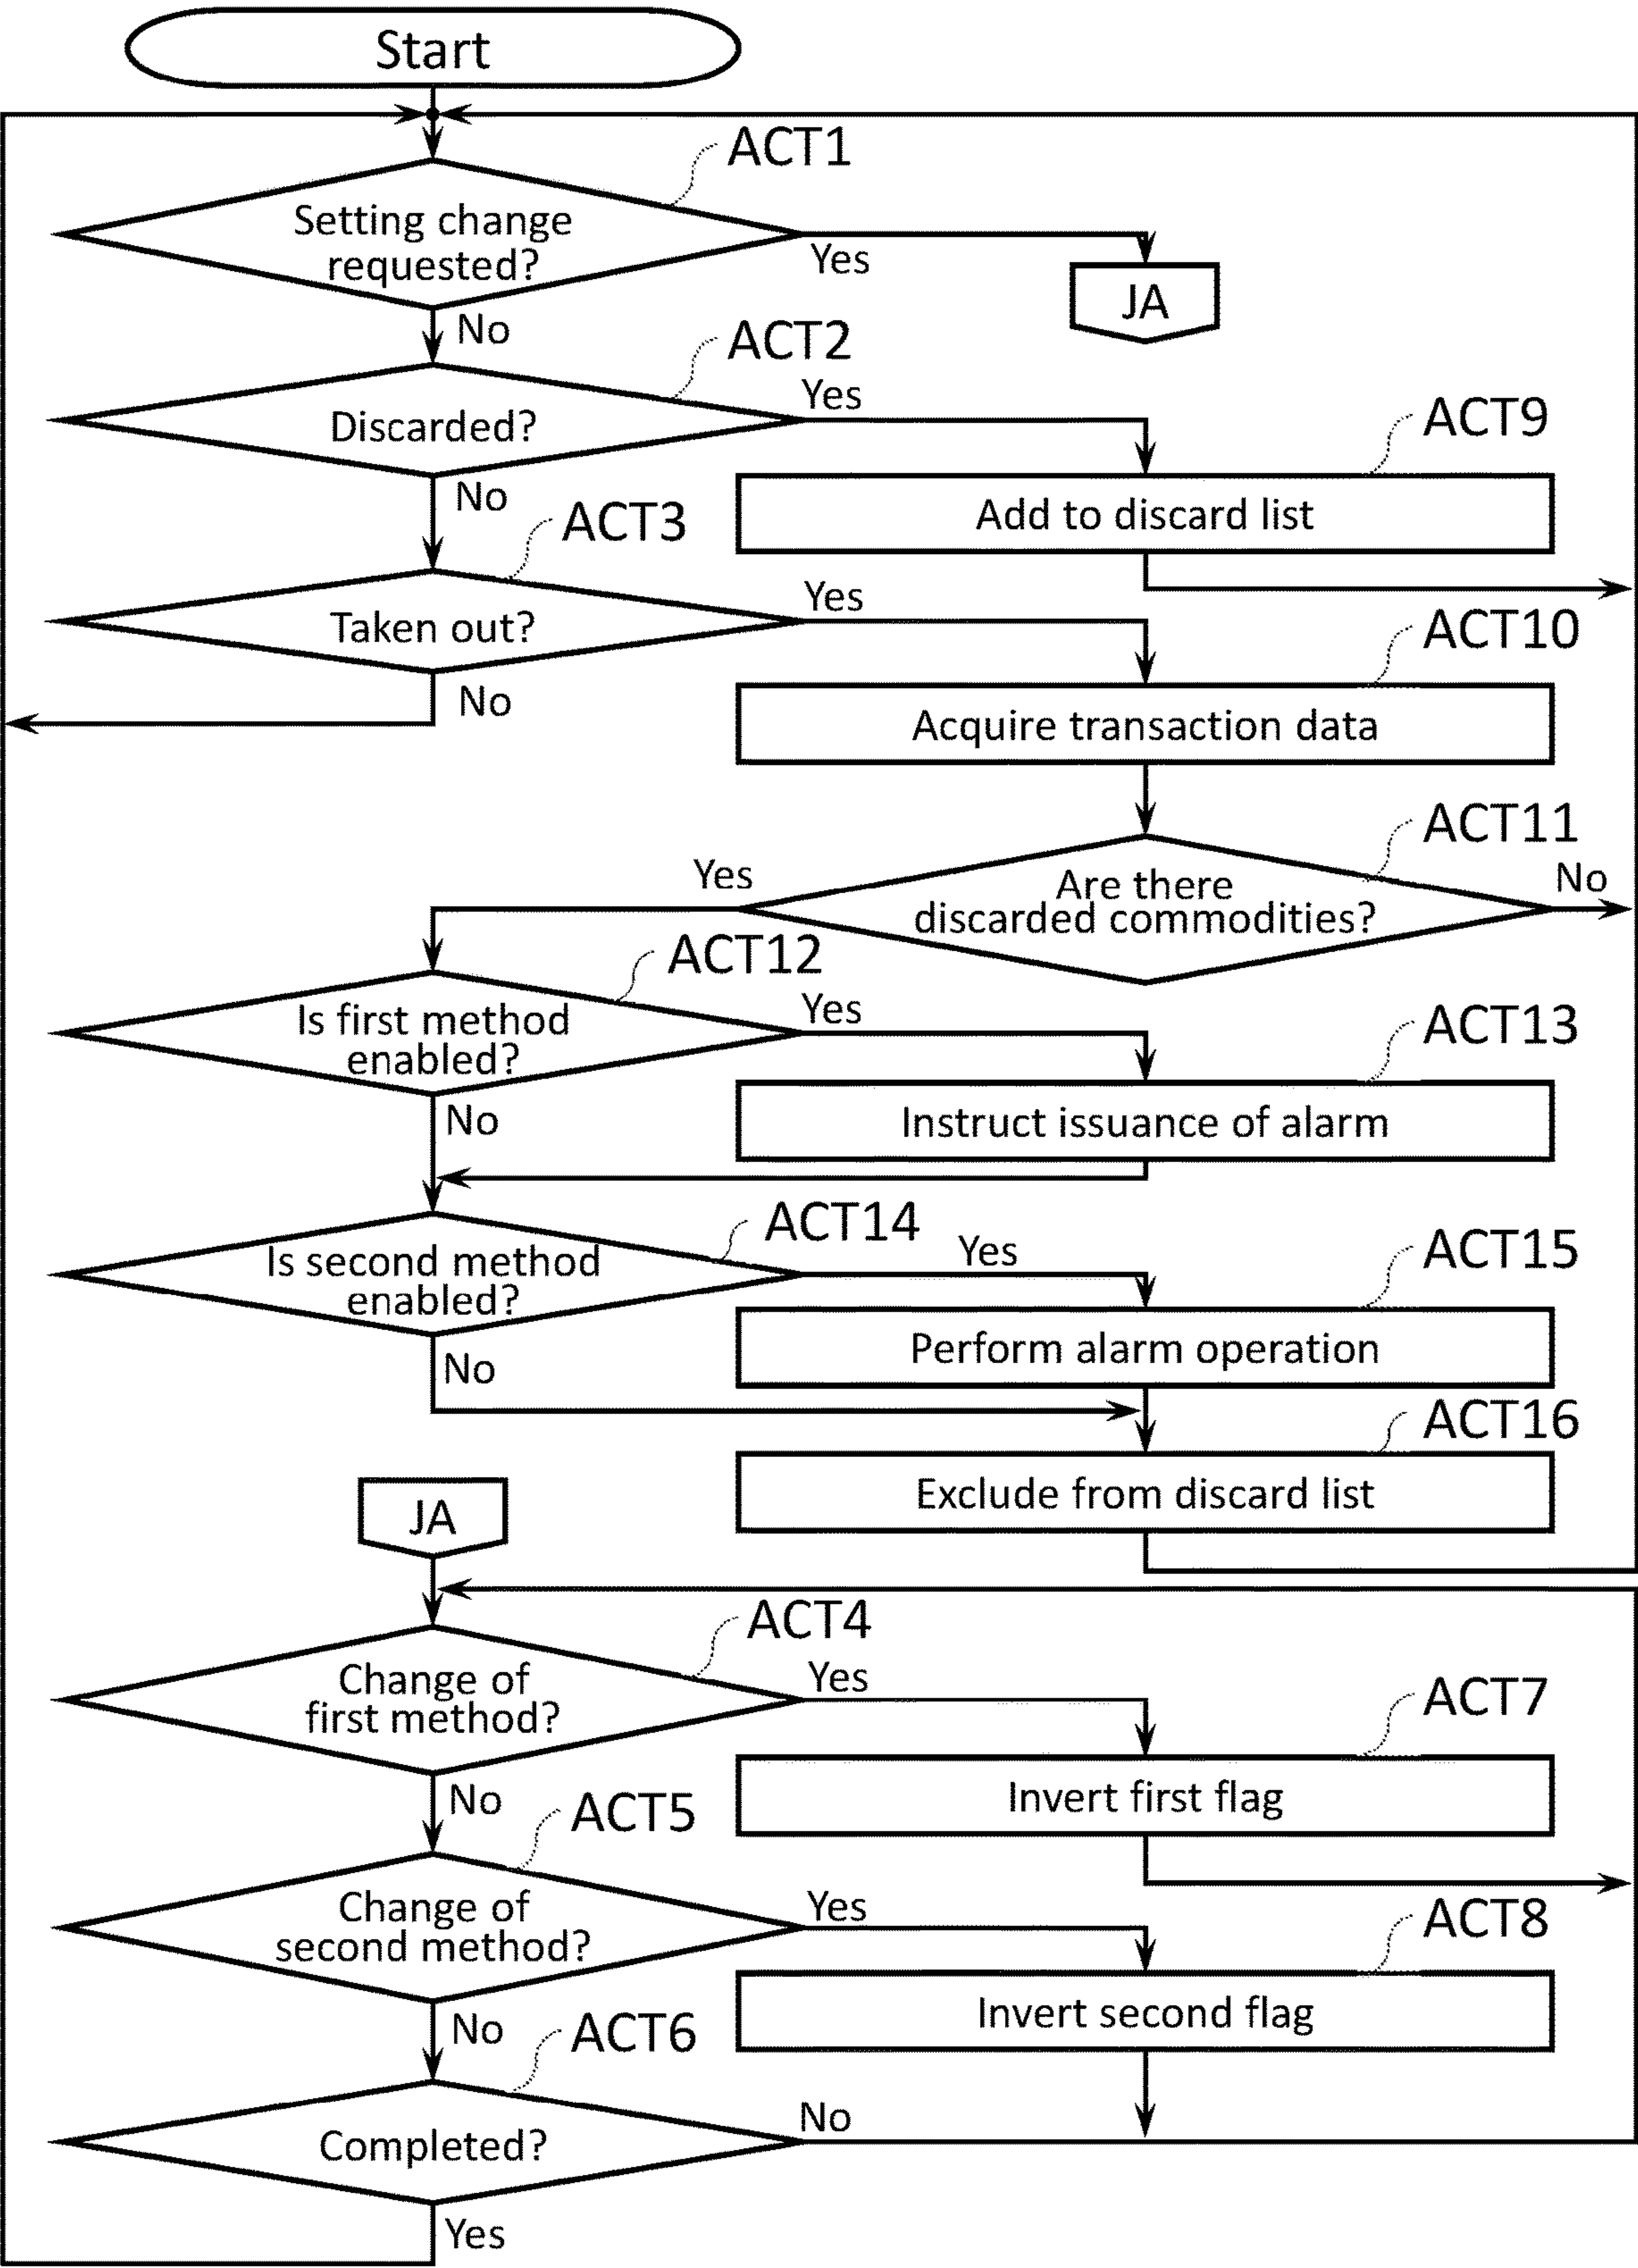 Start
ACT1
Setting change
requested?
Yes
JA
No
ACT2
Discarded?
Yes
No
ACT9
Add to discard list
ACT3
Taken out?
Yes
No
ACT10
Acquire transaction data
ACT11
Are there
discarded commodities?
Yes
No
ACT12
Is first method
enabled?
Yes
No
ACT13
Instruct issuance of alarm
ACT14
Is second method
enabled?
Yes
No
ACT15
Perform alarm operation
ACT16
Exclude from discard list
JA
ACT4
Change of
first method?
Yes
No
ACT7
Invert first flag
ACT5
Change of
second method?
Yes
No
ACT8
Invert second flag
ACT6
Completed?
No
Yes